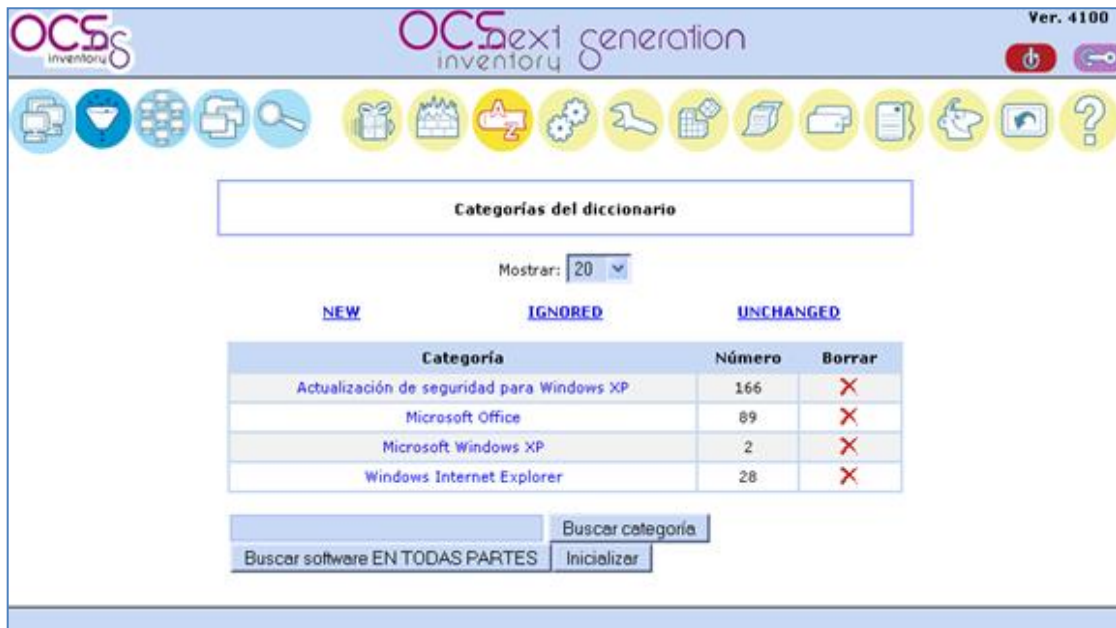 OCSng inventory
OCS inventory next generation
Ver. 4100
A Z
Categorías del diccionario
Mostrar: 20
NEW IGNORED UNCHANGED
Categoría Número Borrar
Actualización de seguridad para Windows XP 166
Microsoft Office 89
Microsoft Windows XP 2
Windows Internet Explorer 28
Buscar categoría
Buscar software EN TODAS PARTES Inicializar